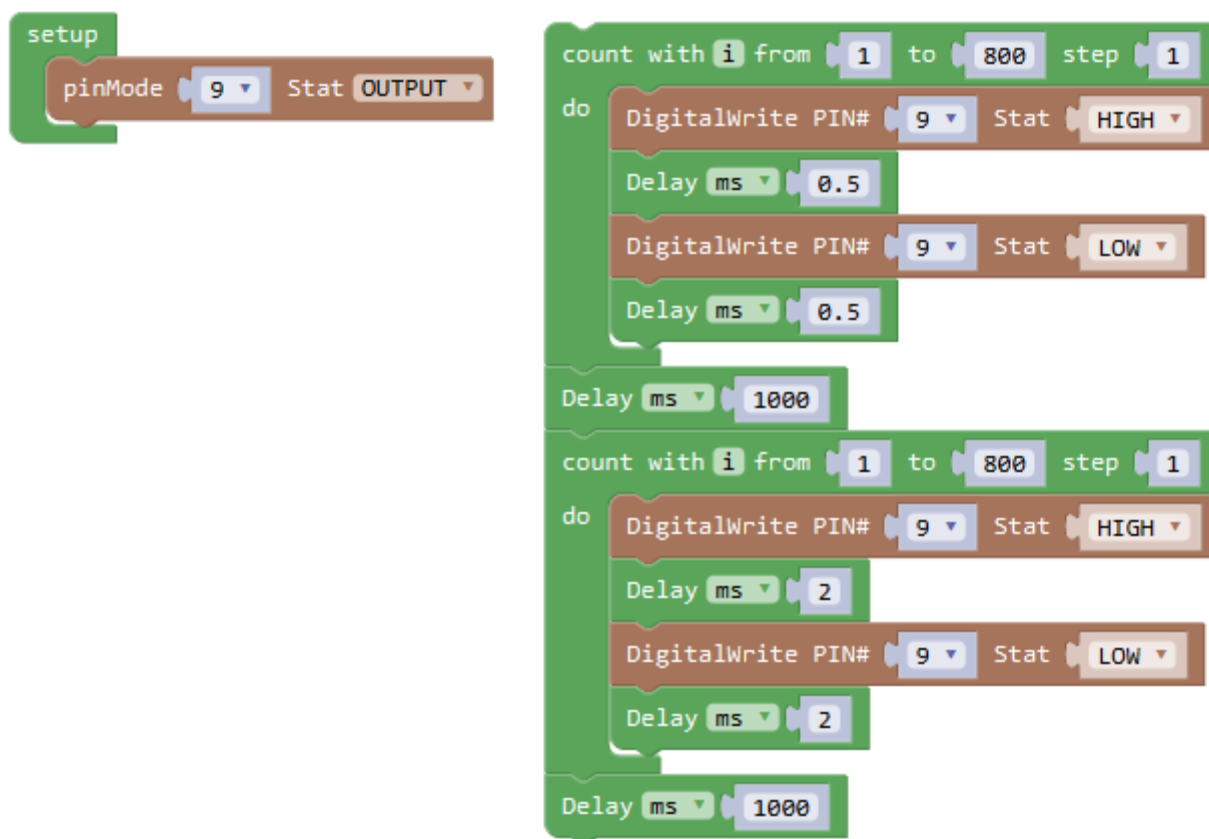 setup
pinMode 9 Stat OUTPUT
count with i from 1 to 800 step 1
do
DigitalWrite PIN# 9 Stat HIGH
Delay ms 0.5
DigitalWrite PIN# 9 Stat LOW
Delay ms 0.5
Delay ms 1000
count with i from 1 to 800 step 1
do
DigitalWrite PIN# 9 Stat HIGH
Delay ms 2
DigitalWrite PIN# 9 Stat LOW
Delay ms 2
Delay ms 1000